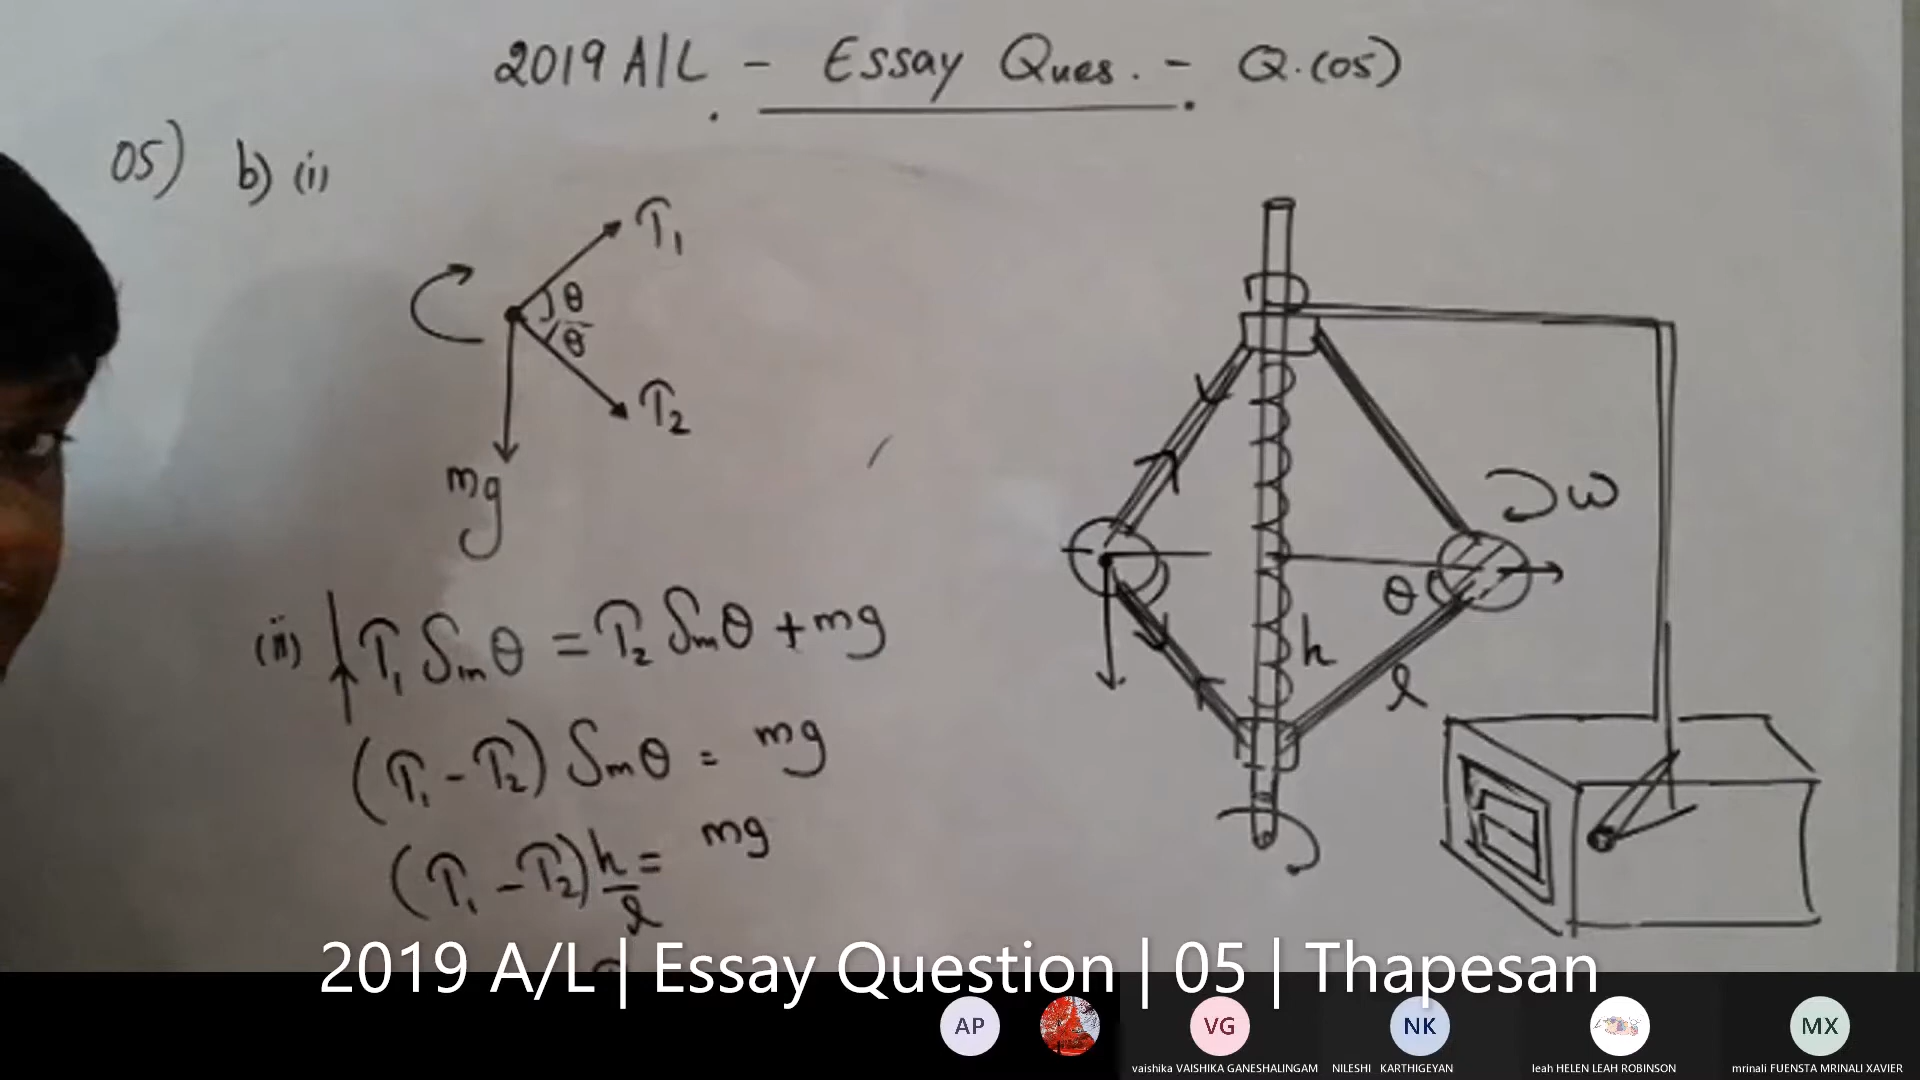 2019 A/L - Essay Ques. - Q.(05)
05) b) (i)
T1
θ
θ
T2
mg
(ii) T1 Sinθ = T2 Sinθ + mg
(T1 - T2) Sinθ = mg
(T1 - T2) h/l = mg
ω
θ
h
l
2019 A/L | Essay Question | 05 | Thapesan
AP
VG
NK
MX
vaishika VAISHIKA GANESHALINGAM
NILESHI KARTHIGEYAN
leah HELEN LEAH ROBINSON
mrinali FUENSTA MRINALI XAVIER